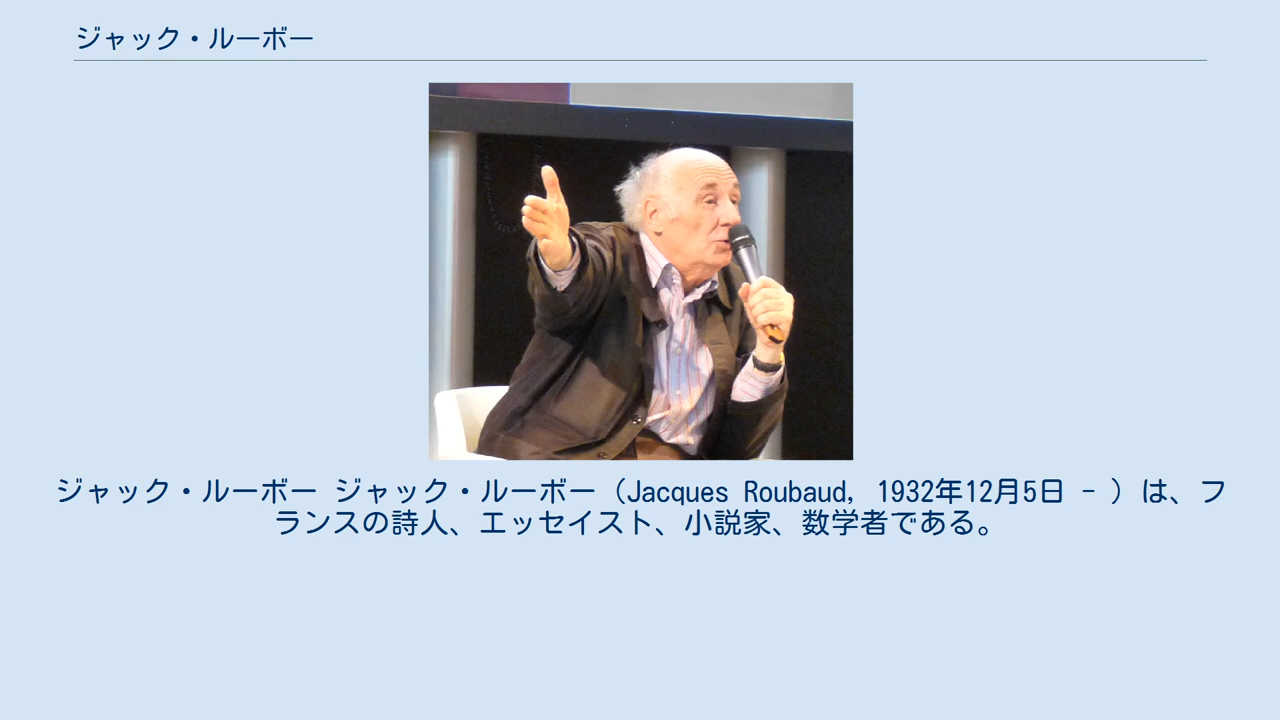 ジャック・ルーボー
ジャック・ルーボー ジャック・ルーボー（Jacques Roubaud, 1932年12月5日 - ）は、フ
ランスの詩人、エッセイスト、小説家、数学者である。